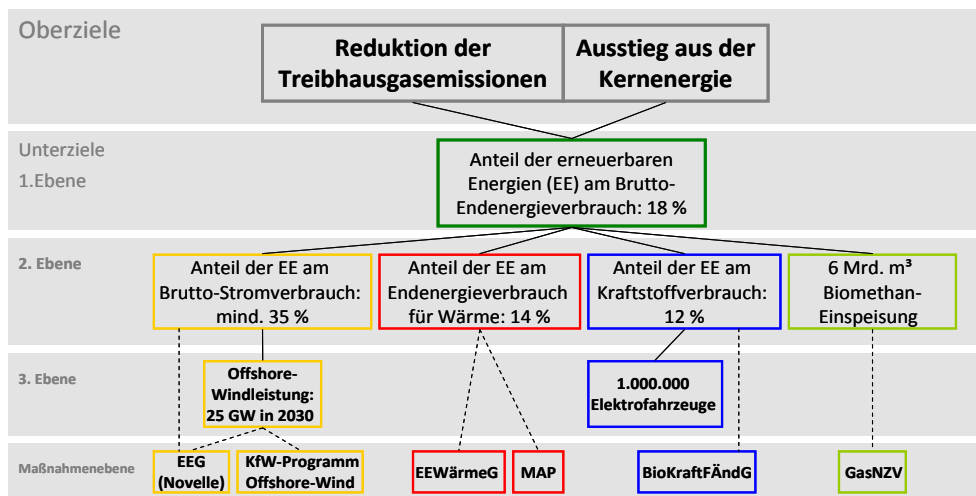 Oberziele
Reduktion der
Treibhausgasemissionen
Ausstieg aus der
Kernenergie
Unterziele
1.Ebene
Anteil der erneuerbaren
Energien (EE) am Brutto-
Endenergieverbrauch: 18 %
2. Ebene
Anteil der EE am
Brutto-Stromverbrauch:
mind. 35 %
Anteil der EE am
Endenergieverbrauch
für Wärme: 14 %
Anteil der EE am
Kraftstoffverbrauch:
12 %
6 Mrd. m³
Biomethan-
Einspeisung
3. Ebene
Offshore-
Windleistung:
25 GW in 2030
1.000.000
Elektrofahrzeuge
Maßnahmenebene
EEG
(Novelle)
KfW-Programm
Offshore-Wind
EEWärmeG
MAP
BioKraftFÄndG
GasNZV